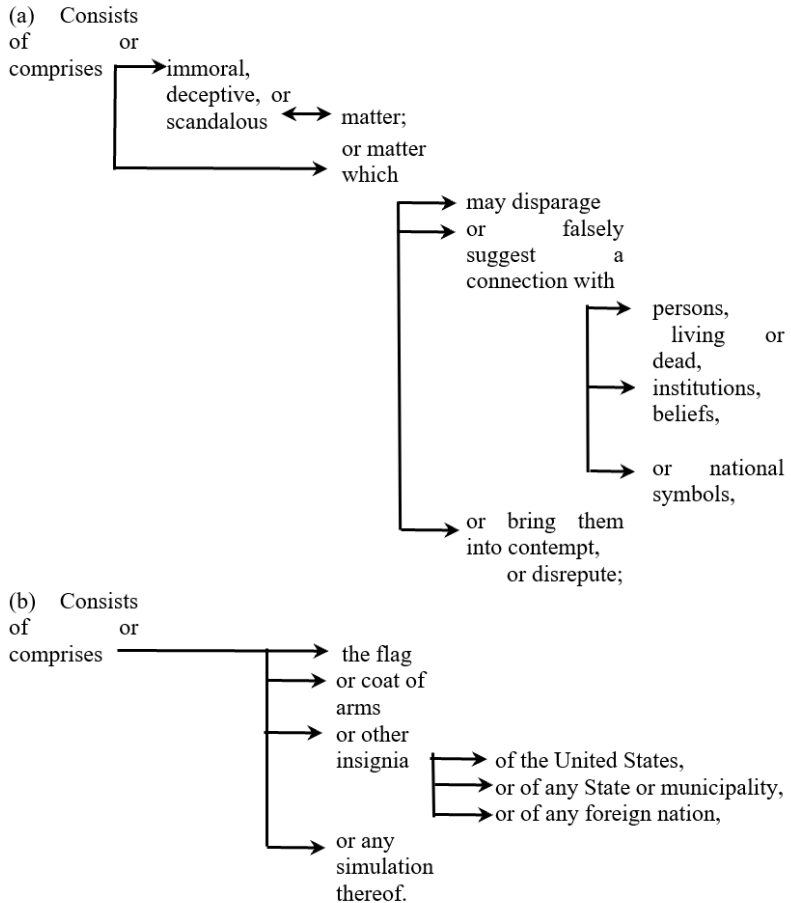 (a) Consists
of or
comprises
immoral,
deceptive, or
scandalous
matter;
or matter
which
may disparage
or falsely
suggest a
connection with
persons,
living or
dead,
institutions,
beliefs,
or national
symbols,
or bring them
into contempt,
or disrepute;
(b) Consists
of or
comprises
the flag
or coat of
arms
or other
insignia
of the United States,
or of any State or municipality,
or of any foreign nation,
or any
simulation
thereof.